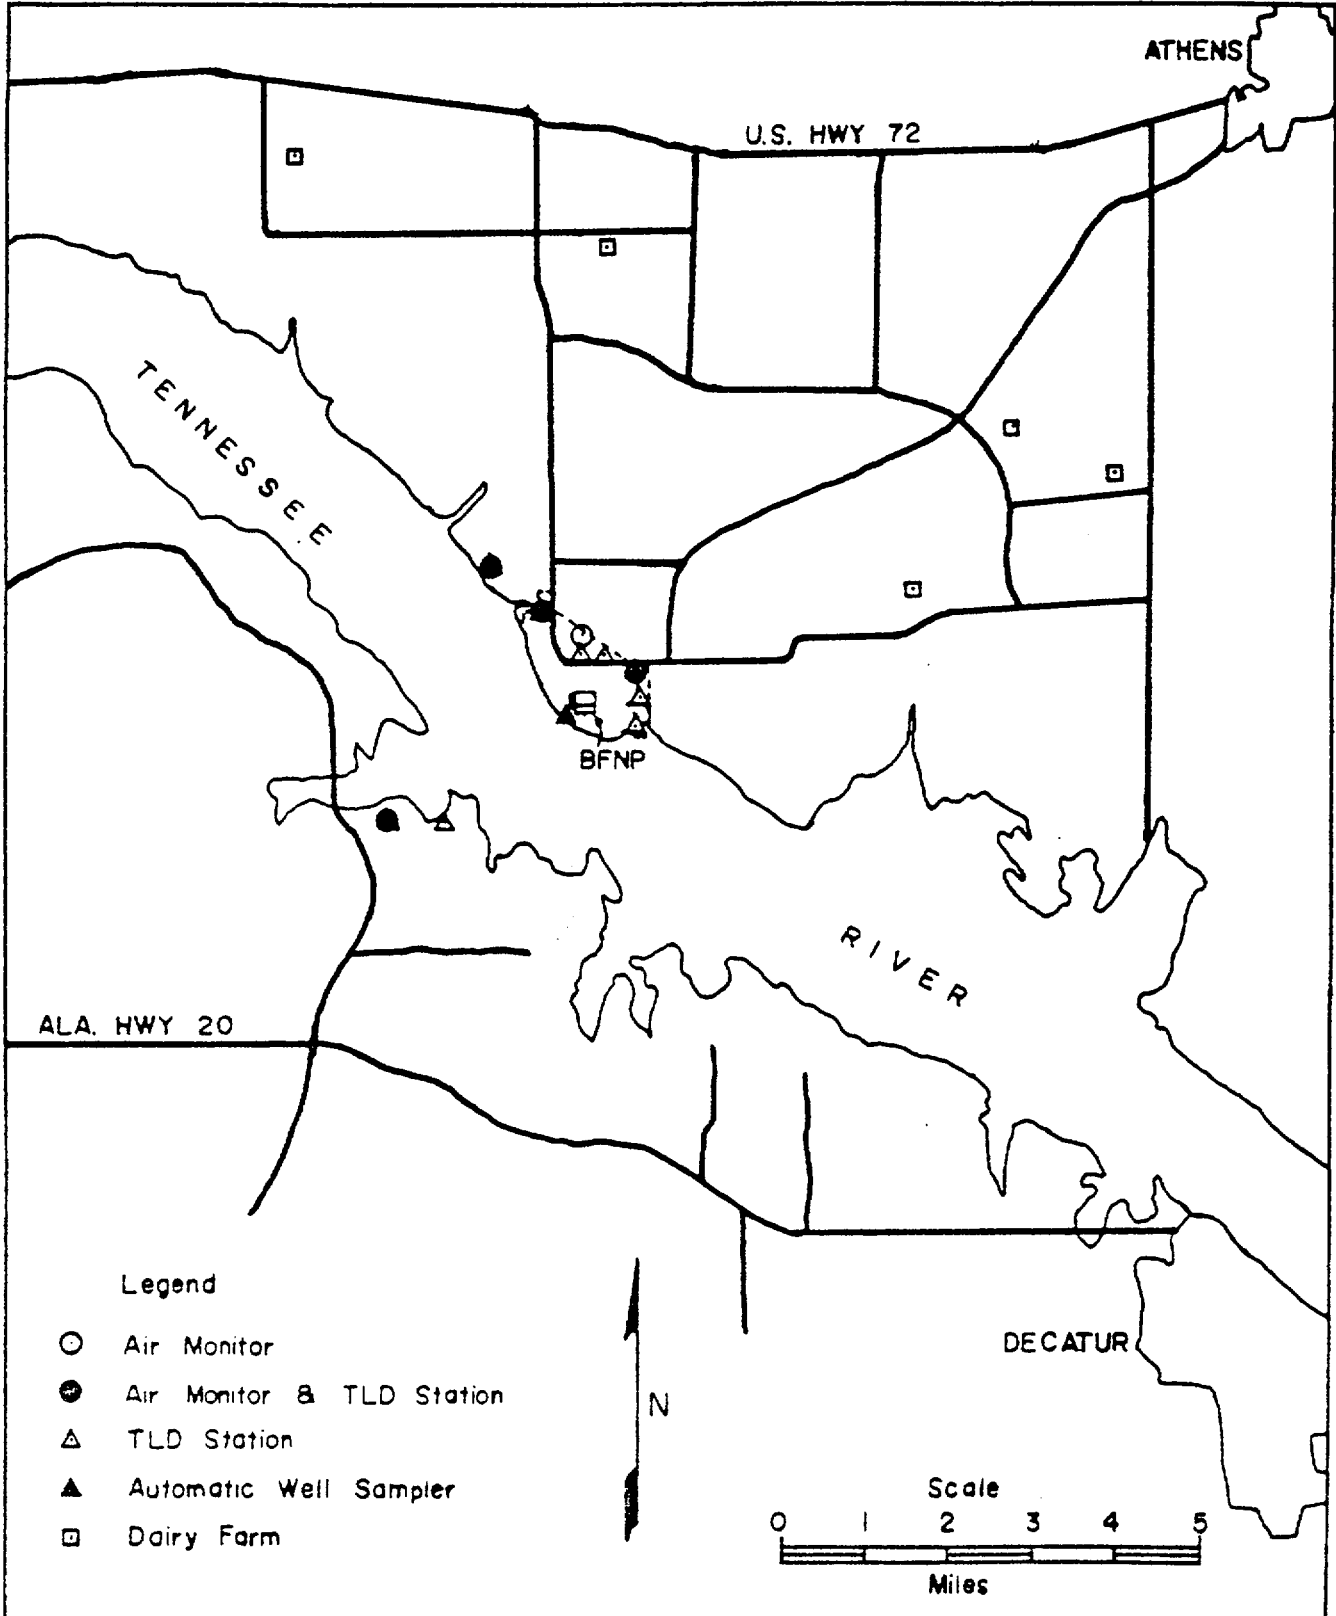 ATHENS
U.S. HWY 72
TENNESSEE
BFNP
RIVER
ALA. HWY 20
Legend
Air Monitor
Air Monitor & TLD Station
TLD Station
Automatic Well Sampler
Dairy Farm
N
DECATUR
Scale
0 1 2 3 4 5
Miles